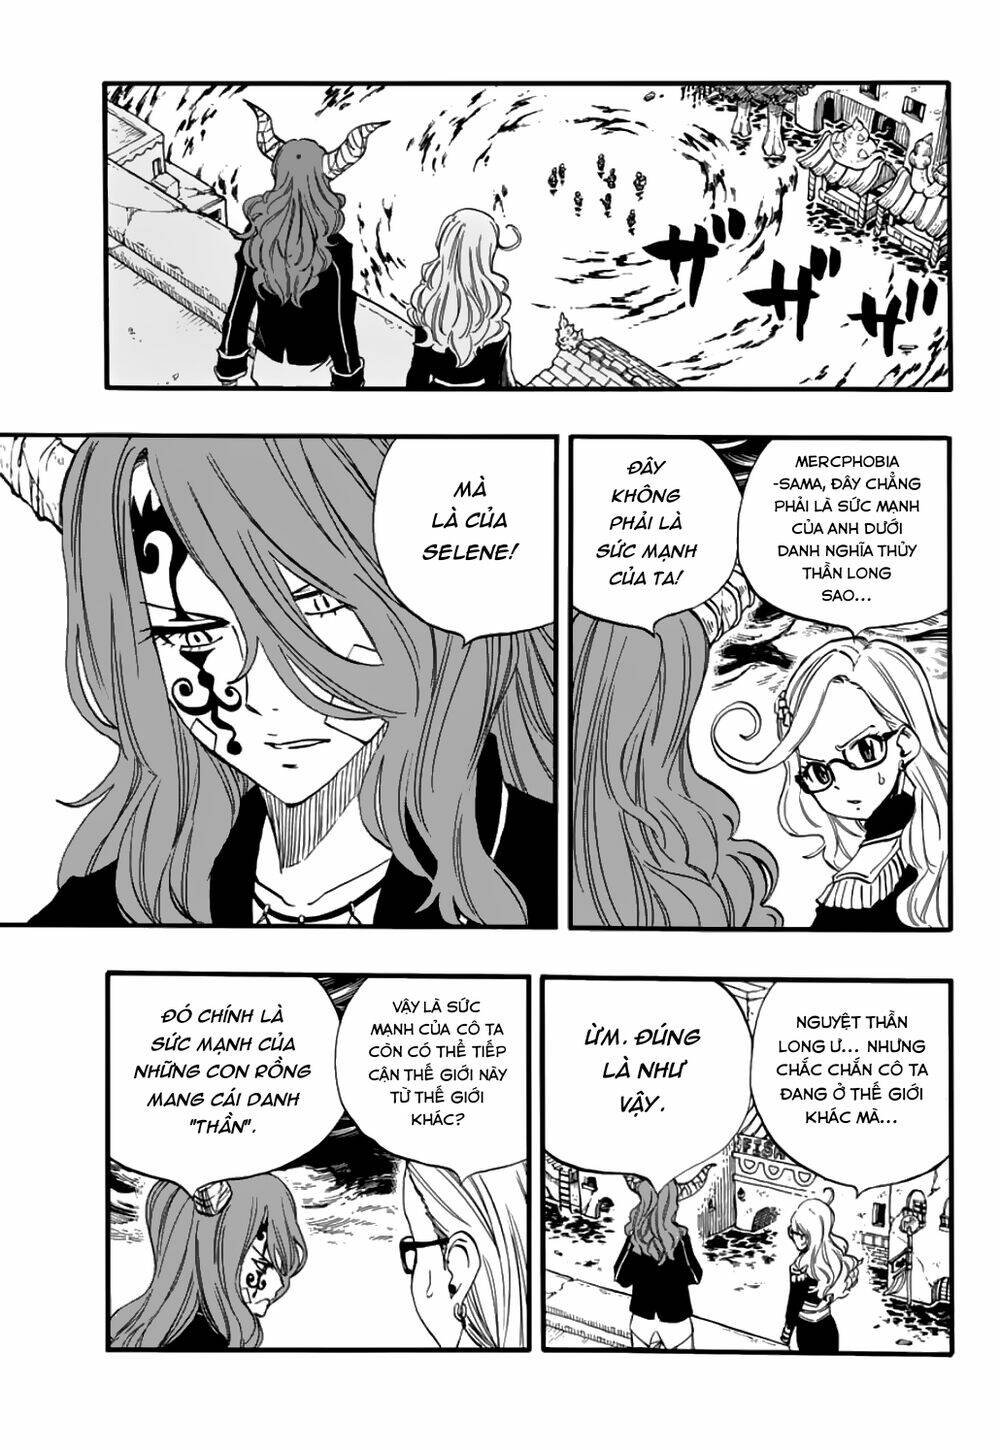 ザザザ
MERCPHOBIA
-SAMA, ĐÂY CHẲNG
PHẢI LÀ SỨC MẠNH
CỦA ANH DƯỚI
DANH NGHĨA THỦY
THẦN LONG
SAO...
ĐÂY
KHÔNG
PHẢI LÀ
SỨC MẠNH
CỦA TA!
MÀ
LÀ CỦA
SELENE!
NGUYỆT THẦN
LONG Ư... NHƯNG
CHẮC CHẮN CÔ TA
ĐANG Ở THẾ GIỚI
KHÁC MÀ...
ỪM. ĐÚNG
LÀ NHƯ
VẬY.
FISH
VẬY LÀ SỨC
MẠNH CỦA CÔ TA
CÒN CÓ THỂ TIẾP
CẬN THẾ GIỚI NÀY
TỪ THẾ GIỚI
KHÁC?
ĐÓ CHÍNH LÀ
SỨC MẠNH CỦA
NHỮNG CON RỒNG
MANG CÁI DANH
"THẦN".